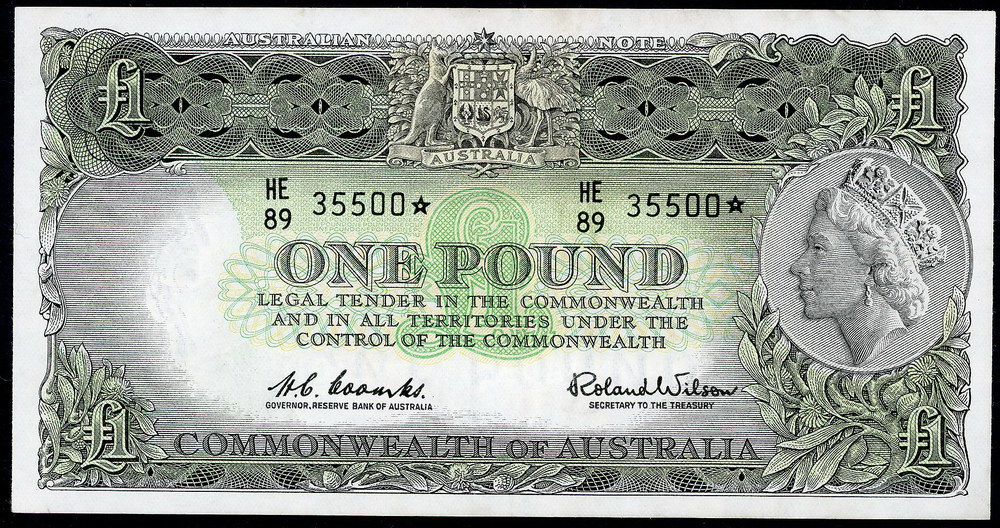 AUSTRALIAN NOTE
£1 £1
AUSTRALIA
HE 89 35500☆ HE 89 35500☆
ONE POUND
LEGAL TENDER IN THE COMMONWEALTH
AND IN ALL TERRITORIES UNDER THE
CONTROL OF THE COMMONWEALTH
H.C. Coombs. Roland Wilson
GOVERNOR, RESERVE BANK OF AUSTRALIA SECRETARY TO THE TREASURY
£1 £1
COMMONWEALTH OF AUSTRALIA